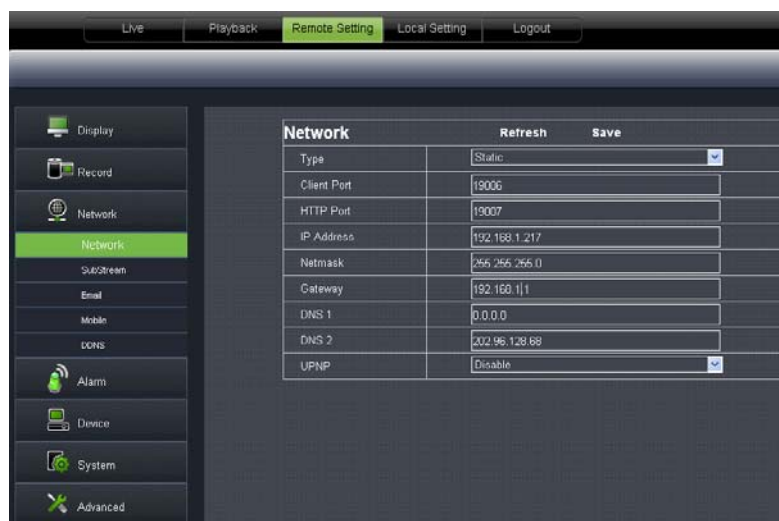 Live Playback Remote Setting Local Setting Logout
Display
Record
Network
Network
SubStream
Email
Mobile
DDNS
Alarm
Device
System
Advanced
Network Refresh Save
Type Static
Client Port 19006
HTTP Port 19007
IP Address 192.168.1.217
Netmask 255.255.255.0
Gateway 192.168.1.1
DNS 1 0.0.0.0
DNS 2 202.96.128.68
UPNP Disable